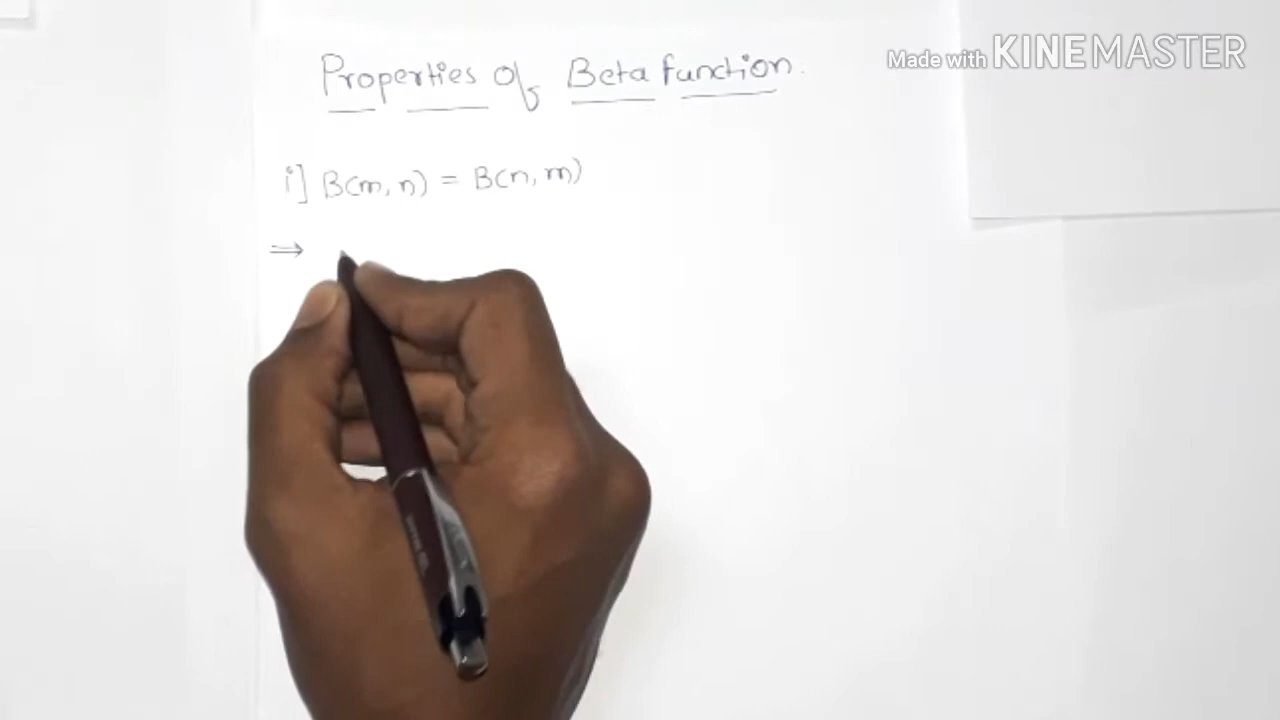 Made with KINEMASTER
Properties of Beta function.
i] B(m, n) = B(n, m)
⇒